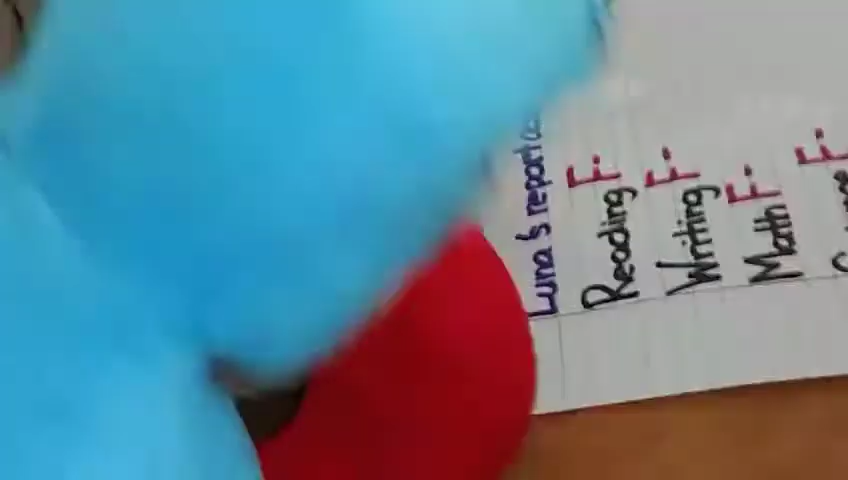 Luna's report
Reading F-
Writing F-
Math F-
F-